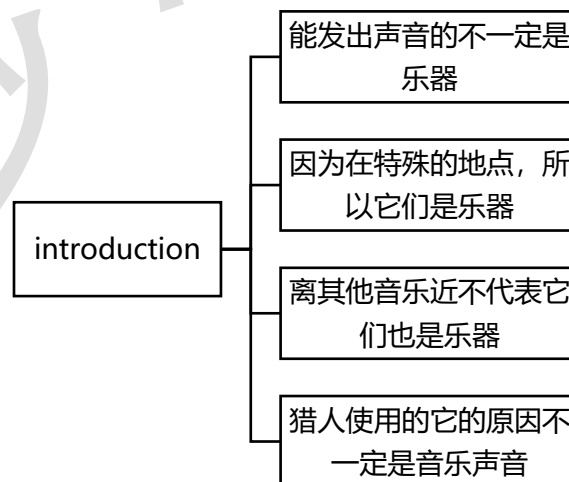 能发出声音的不一定是
乐器
因为在特殊的地点，所
以它们是乐器
introduction
离其他音乐近不代表它
们也是乐器
猎人使用的它的原因不
一定是音乐声音